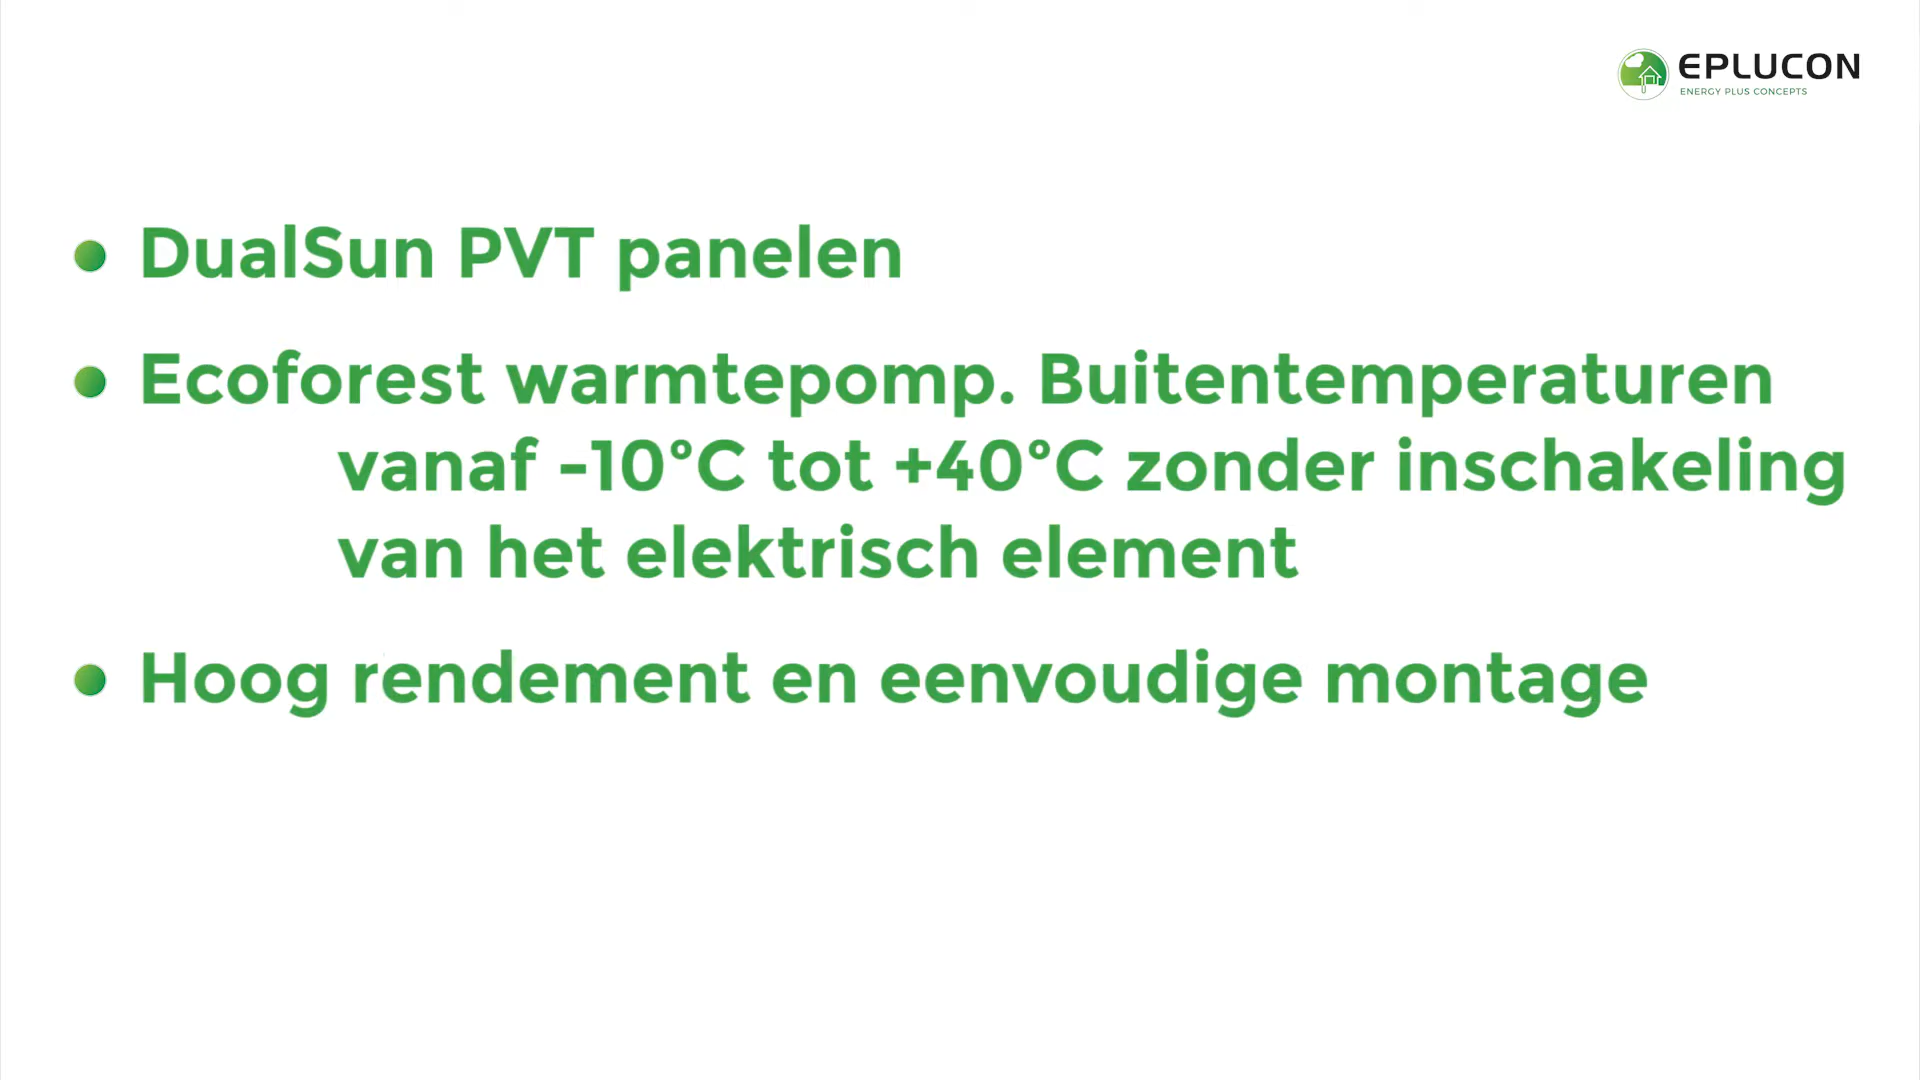 EPLUCON
ENERGY PLUS CONCEPTS
DualSun PVT panelen
Ecoforest warmtepomp. Buitentemperaturen
vanaf -10°C tot +40°C zonder inschakeling
van het elektrisch element
Hoog rendement en eenvoudige montage